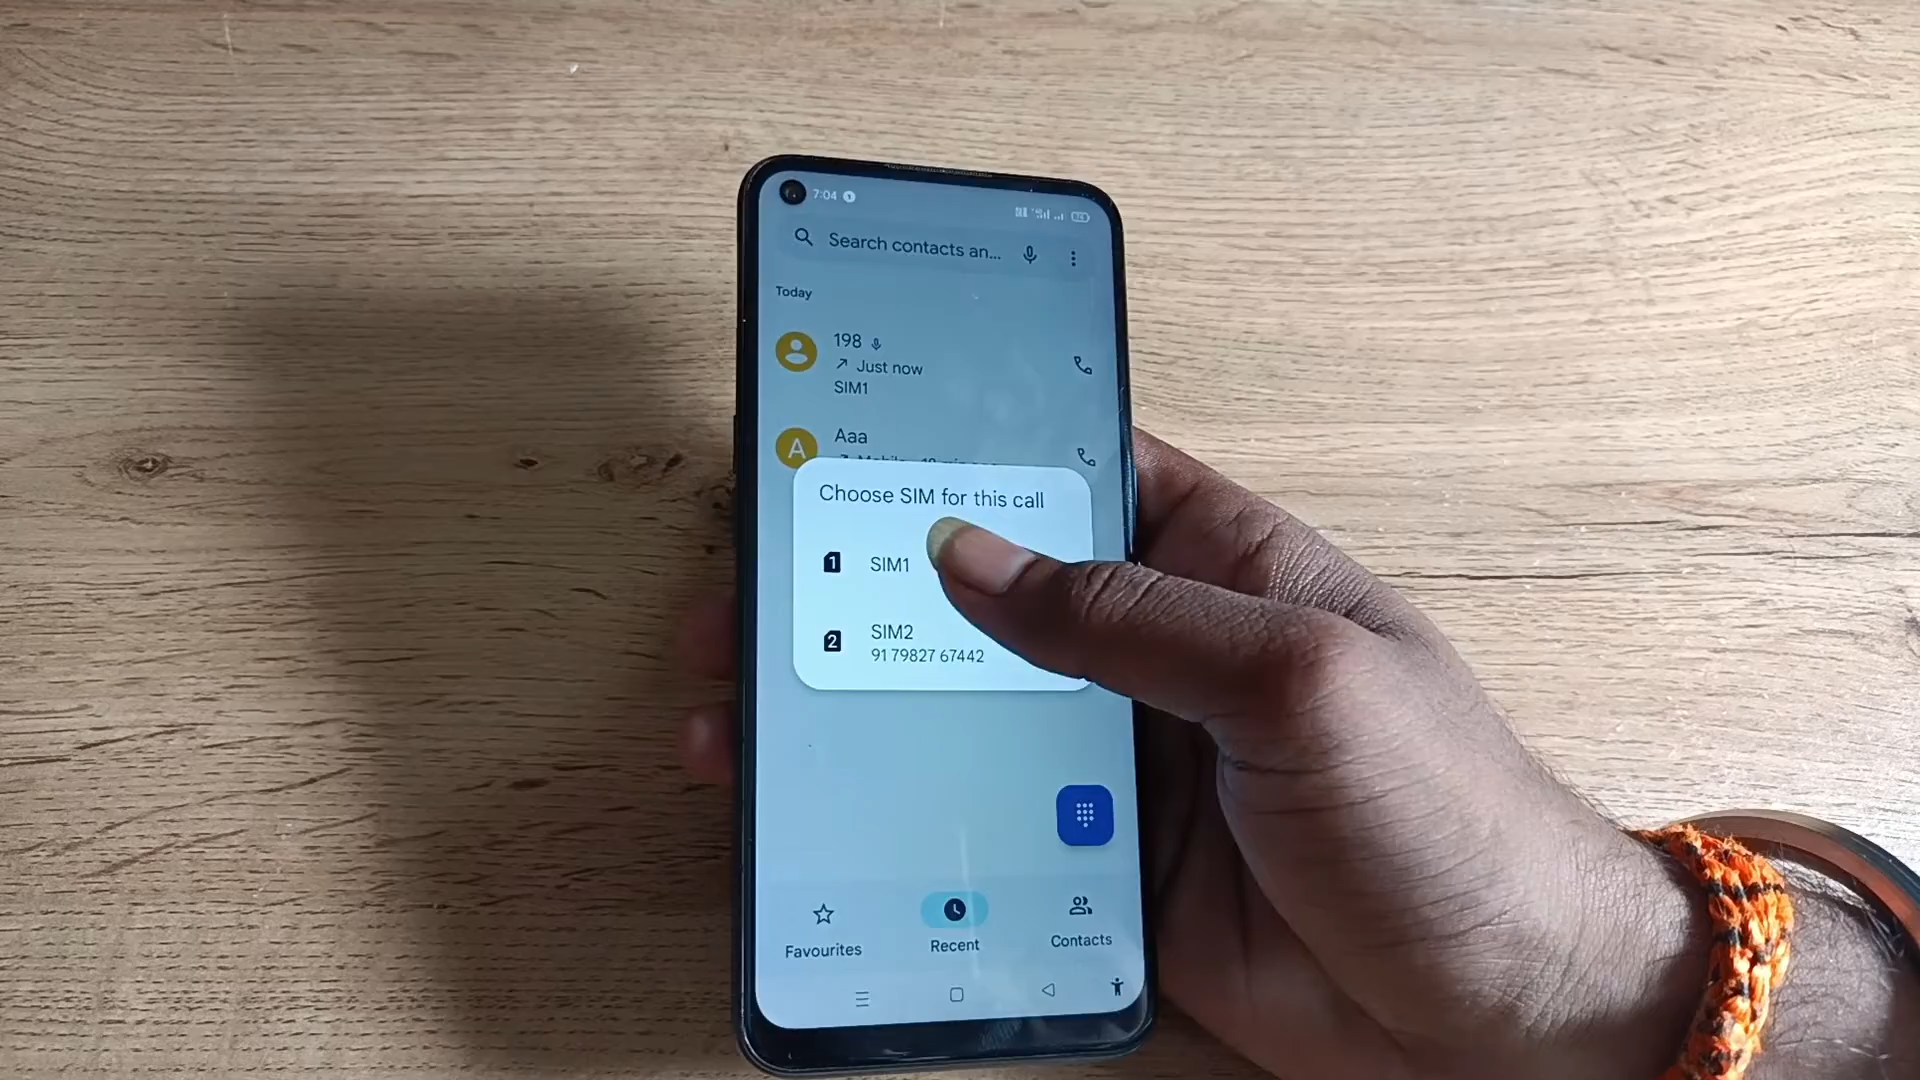 7:04
Search contacts an...
Today
198
Just now
SIM1
Aaa
A
Choose SIM for this call
1
SIM1
2
SIM2
91 79827 67442
Favourites
Recent
Contacts